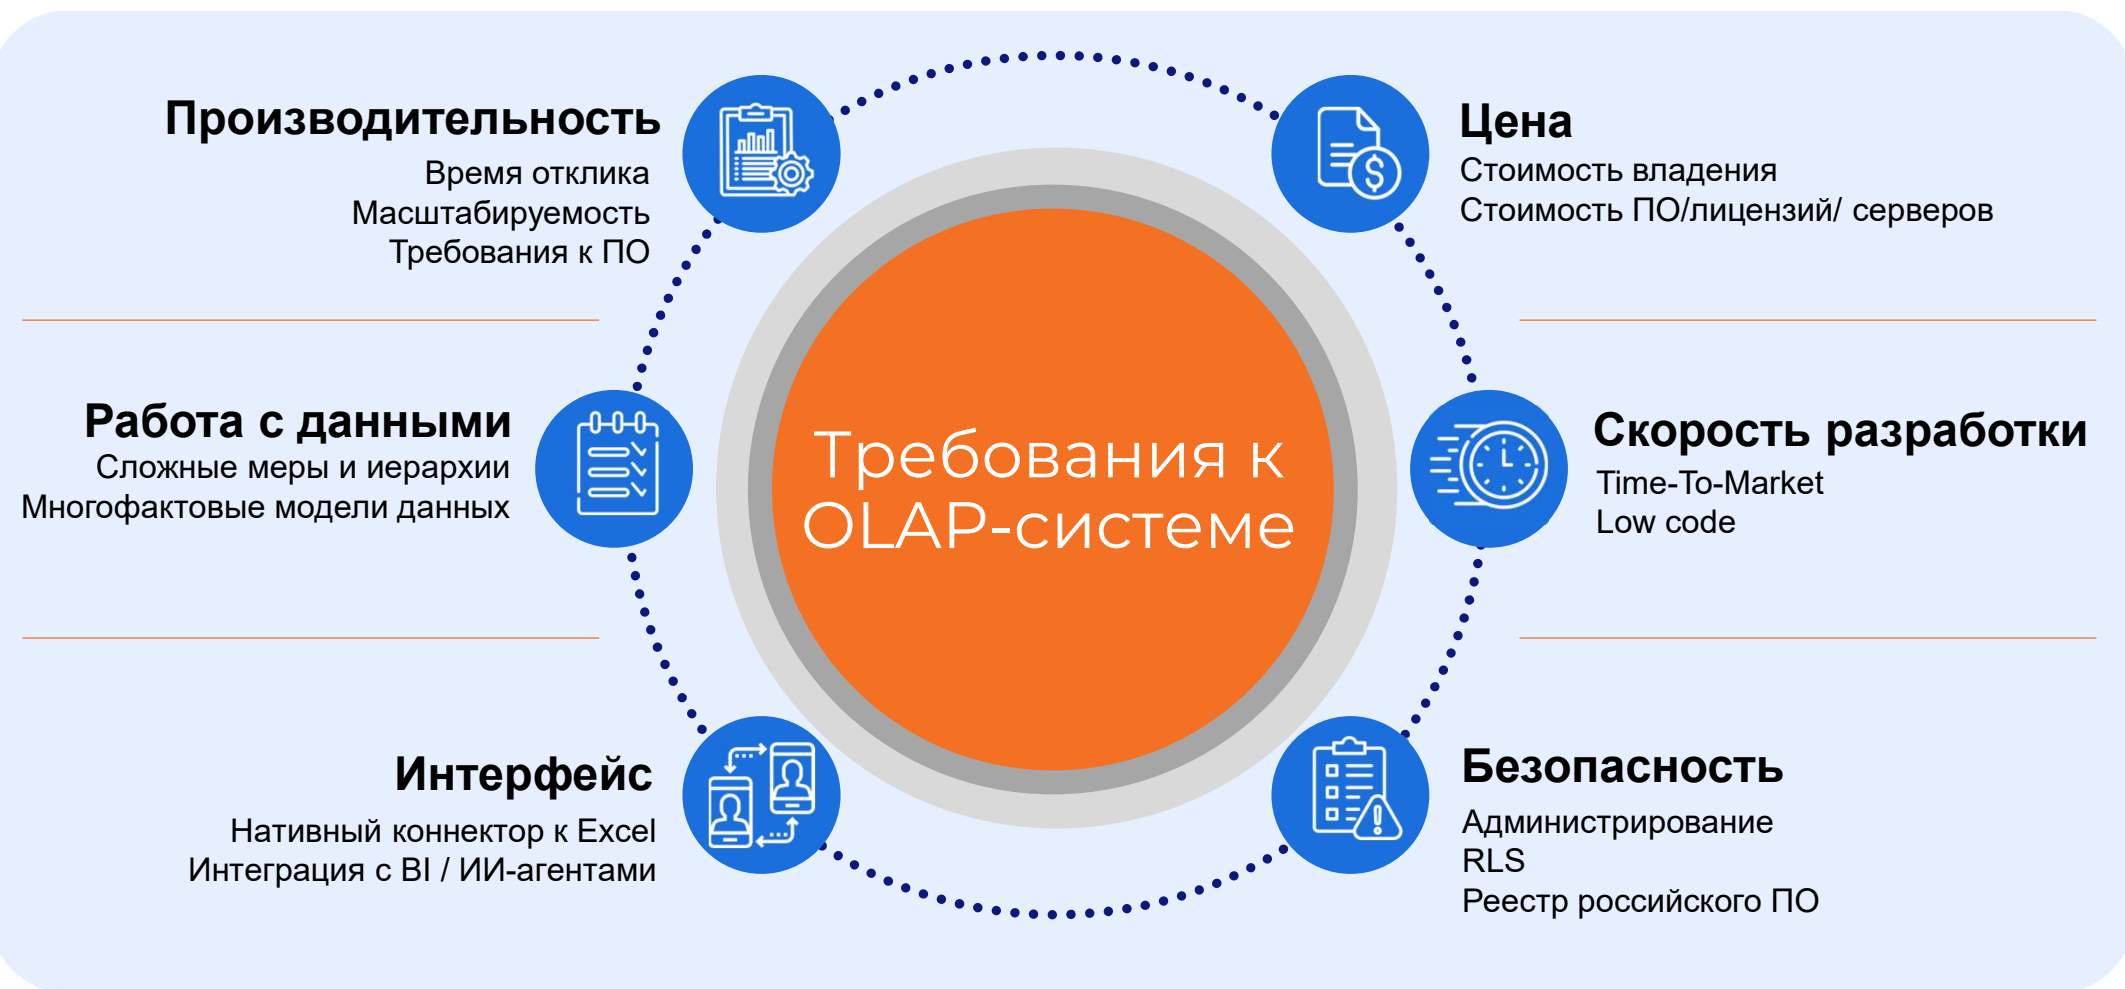 Производительность
Время отклика
Масштабируемость
Требования к ПО
Работа с данными
Сложные меры и иерархии
Многофактовые модели данных
Интерфейс
Нативный коннектор к Excel
Интеграция с BI / ИИ-агентами
Требования к
OLAP-системе
Цена
Стоимость владения
Стоимость ПО/лицензий/ серверов
Скорость разработки
Time-To-Market
Low code
Безопасность
Администрирование
RLS
Реестр российского ПО